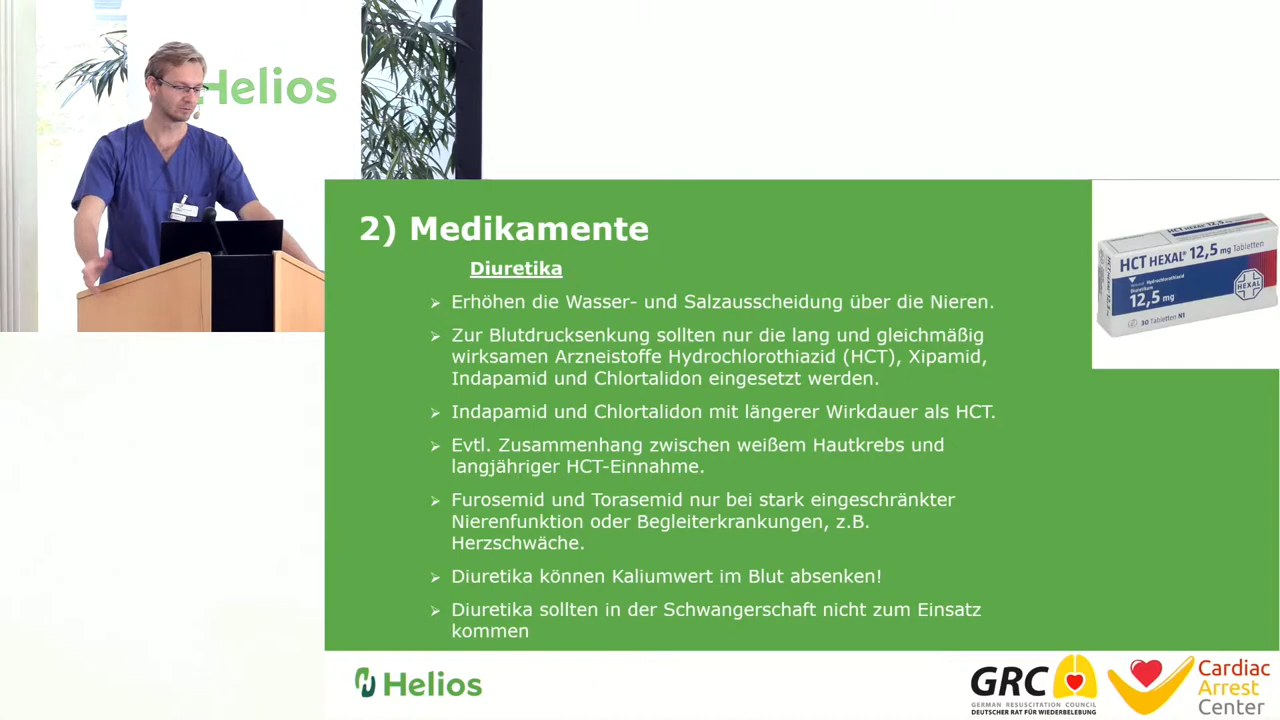 Helios
2) Medikamente
Diuretika
Erhöhen die Wasser- und Salzausscheidung über die Nieren.
Zur Blutdrucksenkung sollten nur die lang und gleichmäßig
wirksamen Arzneistoffe Hydrochlorothiazid (HCT), Xipamid,
Indapamid und Chlortalidon eingesetzt werden.
Indapamid und Chlortalidon mit längerer Wirkdauer als HCT.
Evtl. Zusammenhang zwischen weißem Hautkrebs und
langjähriger HCT-Einnahme.
Furosemid und Torasemid nur bei stark eingeschränkter
Nierenfunktion oder Begleiterkrankungen, z.B.
Herzschwäche.
Diuretika können Kaliumwert im Blut absenken!
Diuretika sollten in der Schwangerschaft nicht zum Einsatz
kommen
HCT HEXAL® 12,5 mg Tabletten
Hydrochlorothiazid
Diuretikum
12,5 mg
HEXAL
30 Tabletten N1
Helios
GRC
GERMAN RESUSCITATION COUNCIL
DEUTSCHER RAT FÜR WIEDERBELEBUNG
Cardiac
Arrest
Center